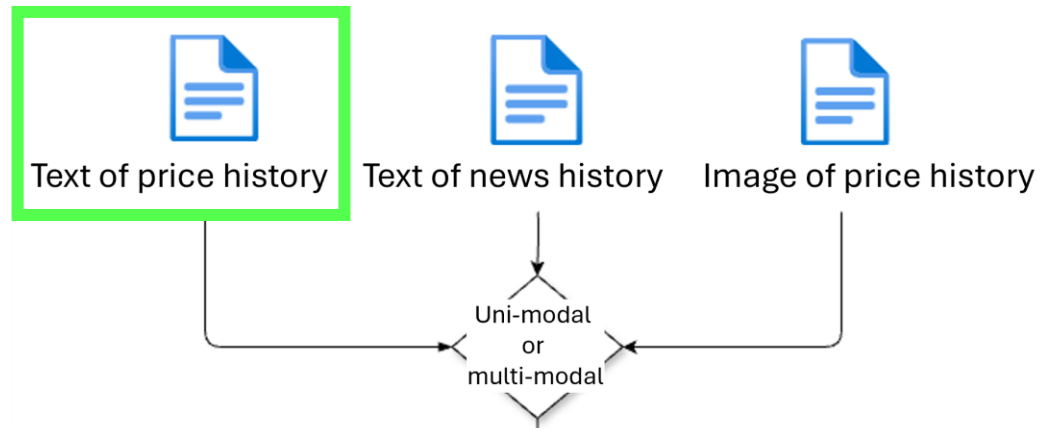 Text of price history
Text of news history
Image of price history
Uni-modal
or
multi-modal